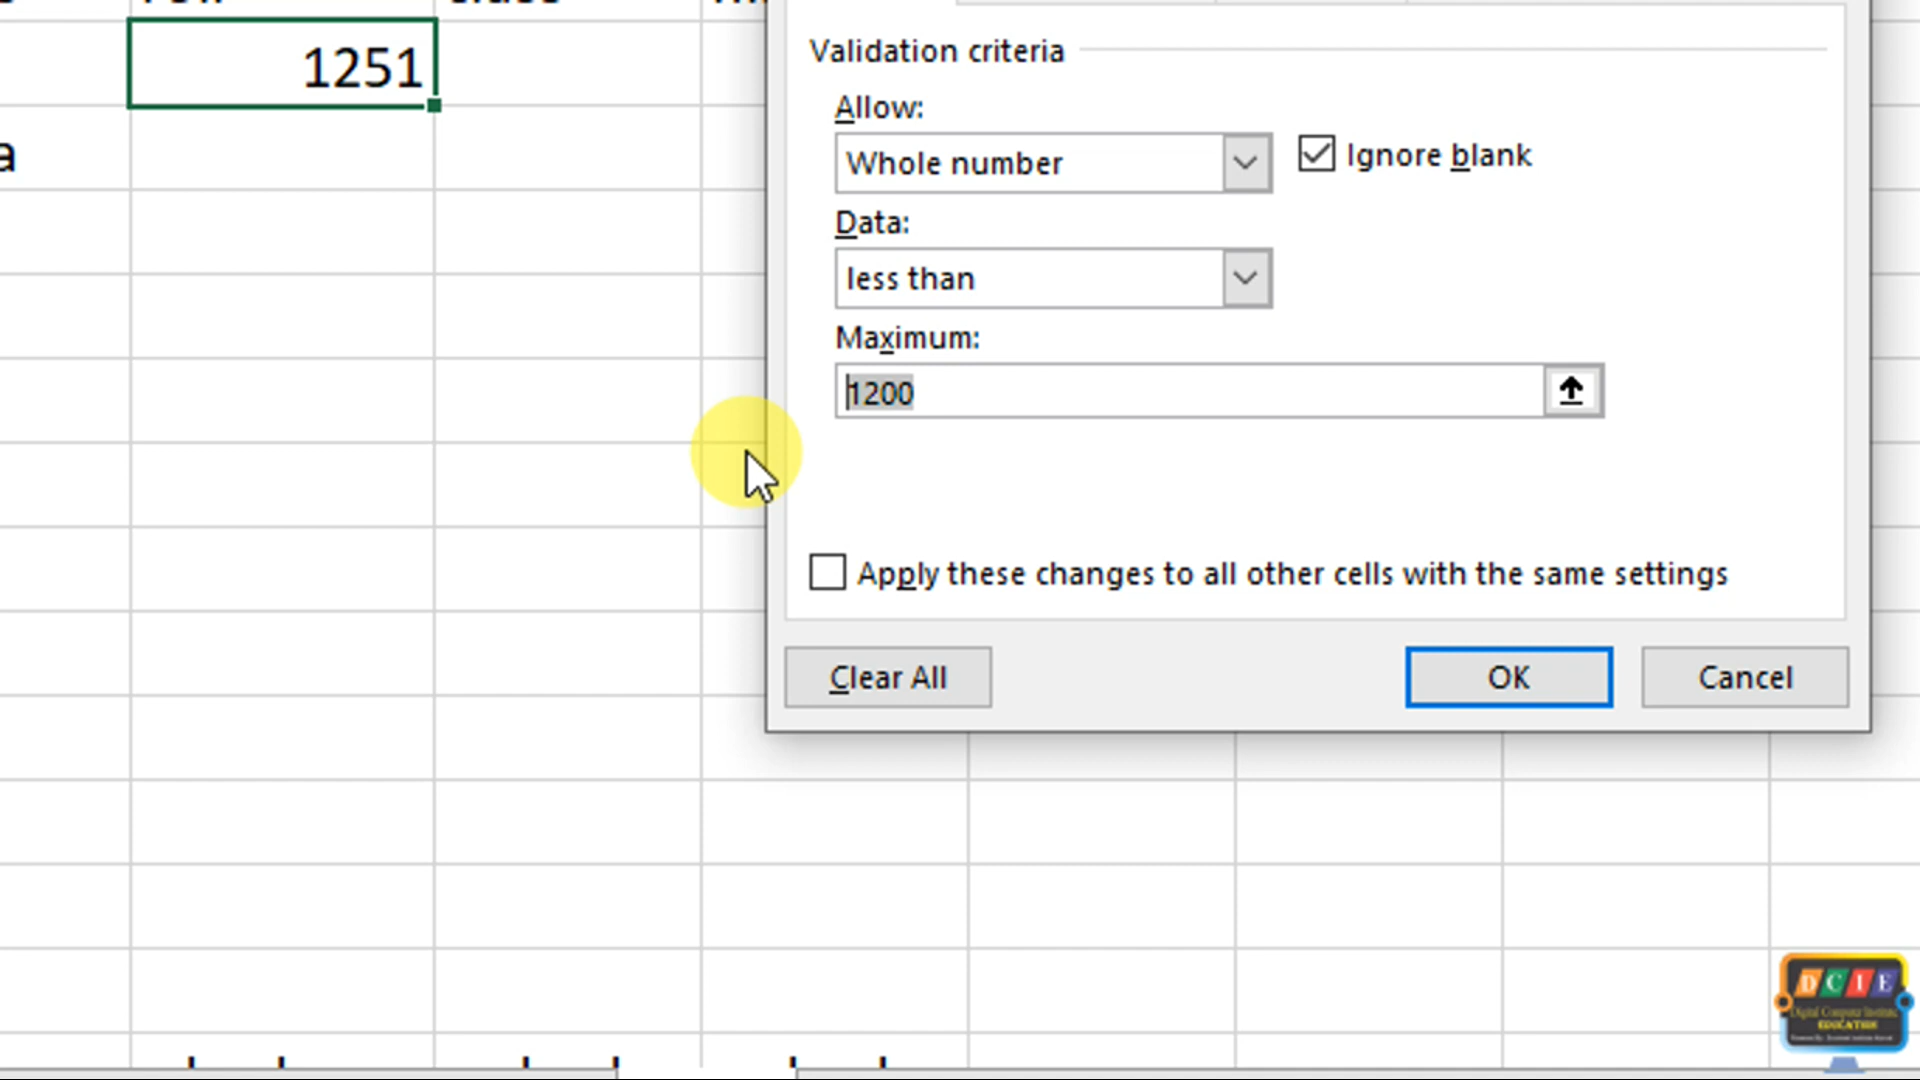 1251
a
Validation criteria
Allow:
Whole number
Ignore blank
Data:
less than
Maximum:
1200
Apply these changes to all other cells with the same settings
Clear All
OK
Cancel
D C I E
EDUCATION